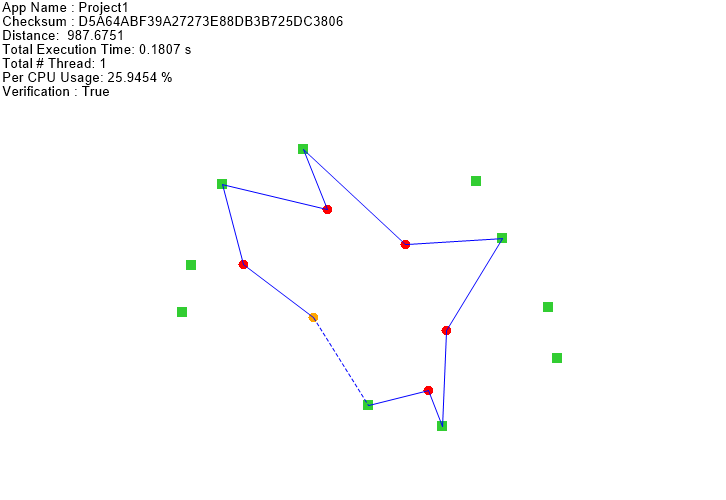 App Name : Project1
Checksum : D5A64ABF39A27273E88DB3B725DC3806
Distance:  987.6751
Total Execution Time: 0.1807 s
Total # Thread: 1
Per CPU Usage: 25.9454 %
Verification : True